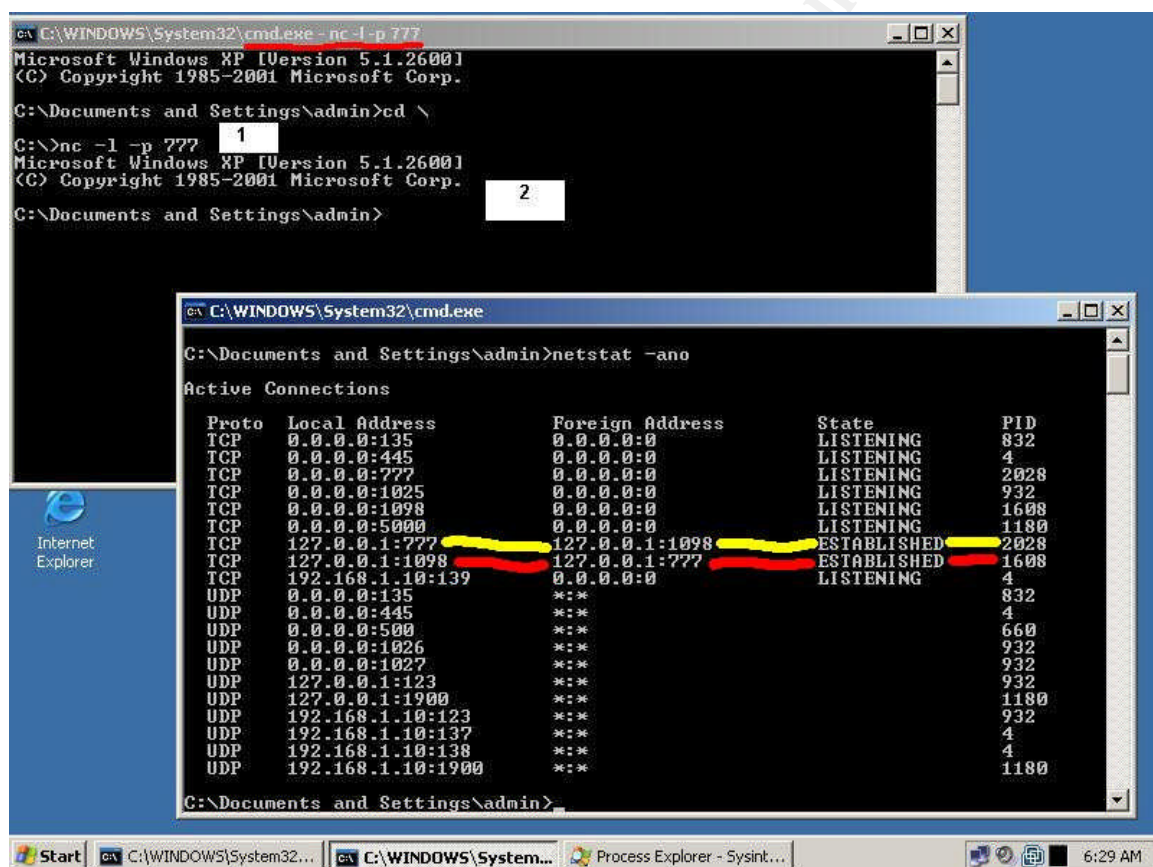 C:\WINDOWS\System32\cmd.exe - nc -l -p 777
Microsoft Windows XP [Version 5.1.2600]
(C) Copyright 1985-2001 Microsoft Corp.
C:\Documents and Settings\admin>cd \
C:\>nc -l -p 777
1
Microsoft Windows XP [Version 5.1.2600]
(C) Copyright 1985-2001 Microsoft Corp.
2
C:\Documents and Settings\admin>
Internet
Explorer
C:\WINDOWS\System32\cmd.exe
C:\Documents and Settings\admin>netstat -ano
Active Connections
Proto Local Address Foreign Address State PID
TCP 0.0.0.0:135 0.0.0.0:0 LISTENING 832
TCP 0.0.0.0:445 0.0.0.0:0 LISTENING 4
TCP 0.0.0.0:777 0.0.0.0:0 LISTENING 2028
TCP 0.0.0.0:1025 0.0.0.0:0 LISTENING 932
TCP 0.0.0.0:1098 0.0.0.0:0 LISTENING 1608
TCP 0.0.0.0:5000 0.0.0.0:0 LISTENING 1180
TCP 127.0.0.1:777 127.0.0.1:1098 ESTABLISHED 2028
TCP 127.0.0.1:1098 127.0.0.1:777 ESTABLISHED 1608
TCP 192.168.1.10:139 0.0.0.0:0 LISTENING 4
UDP 0.0.0.0:135 *:* 832
UDP 0.0.0.0:445 *:* 4
UDP 0.0.0.0:500 *:* 660
UDP 0.0.0.0:1026 *:* 932
UDP 0.0.0.0:1027 *:* 932
UDP 127.0.0.1:123 *:* 932
UDP 127.0.0.1:1900 *:* 1180
UDP 192.168.1.10:123 *:* 932
UDP 192.168.1.10:137 *:* 4
UDP 192.168.1.10:138 *:* 4
UDP 192.168.1.10:1900 *:* 1180
C:\Documents and Settings\admin>_
Start C:\WINDOWS\System32... C:\WINDOWS\System... Process Explorer - Sysint... 6:29 AM